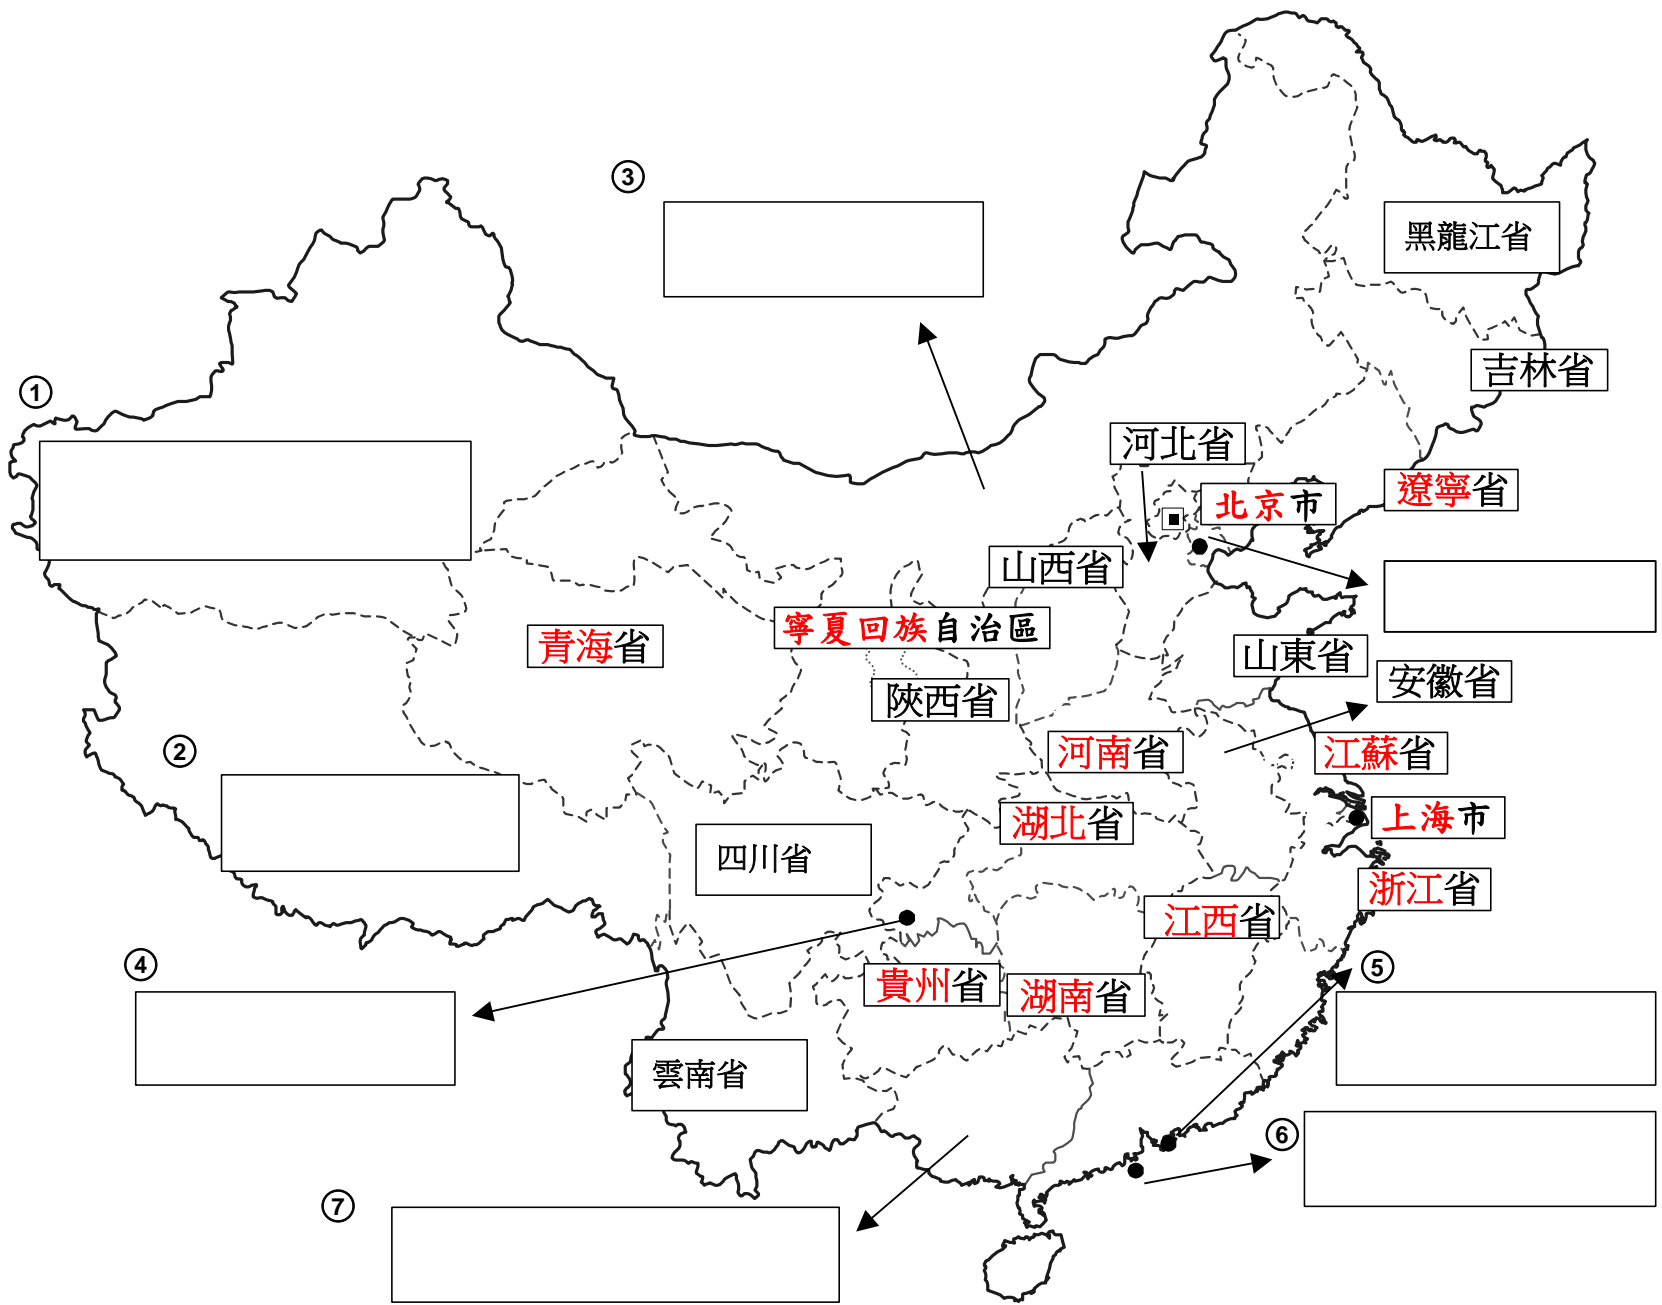 ③
黑龍江省
吉林省
①
河北省
遼寧省
北京市
山西省
寧夏回族自治區
青海省
山東省
安徽省
陝西省
②
河南省
江蘇省
湖北省
上海市
四川省
浙江省
江西省
④
⑤
貴州省
湖南省
雲南省
⑥
⑦